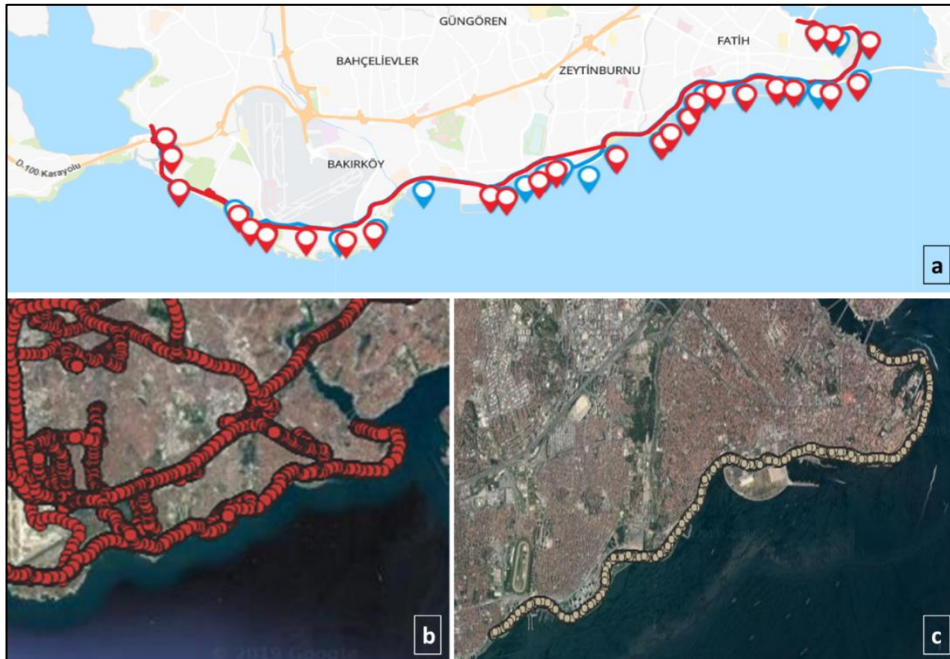 GÜNGÖREN
FATİH
BAHÇELİEVLER
ZEYTİNBURNU
D-100 Karayolu
BAKIRKÖY
a
b
c
© 2019 Google